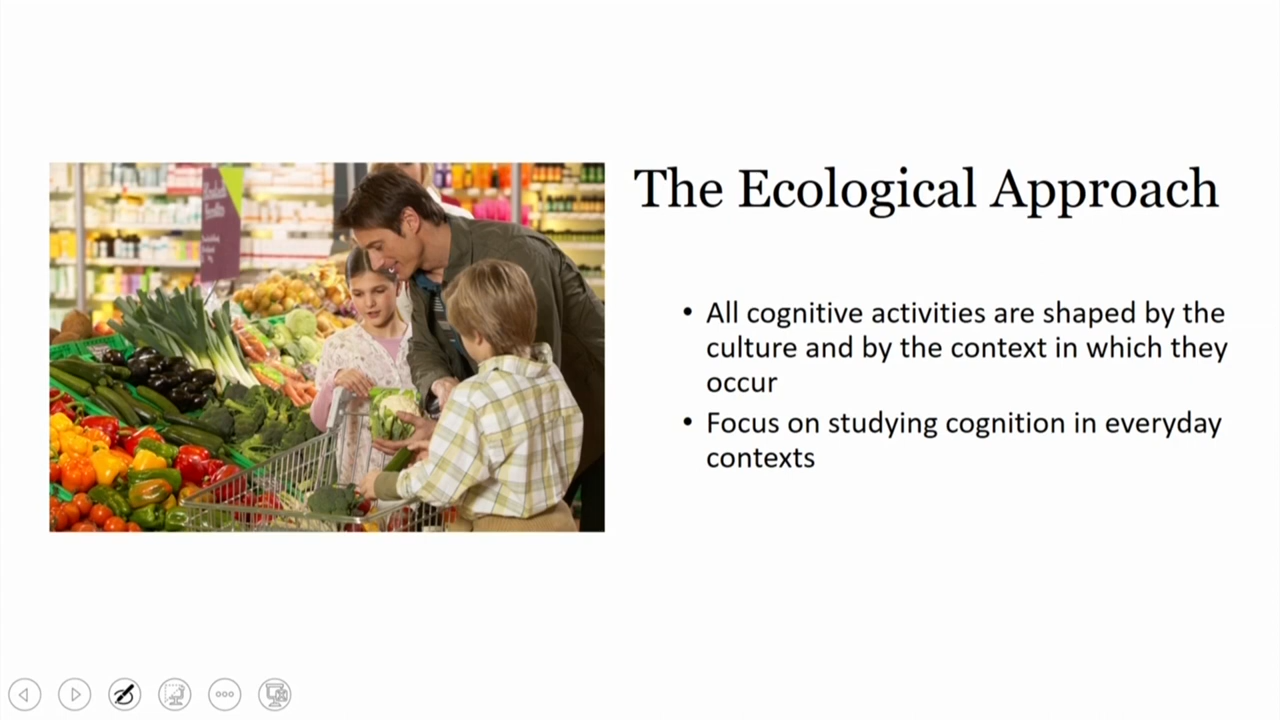 The Ecological Approach
• All cognitive activities are shaped by the
culture and by the context in which they
occur
• Focus on studying cognition in everyday
contexts